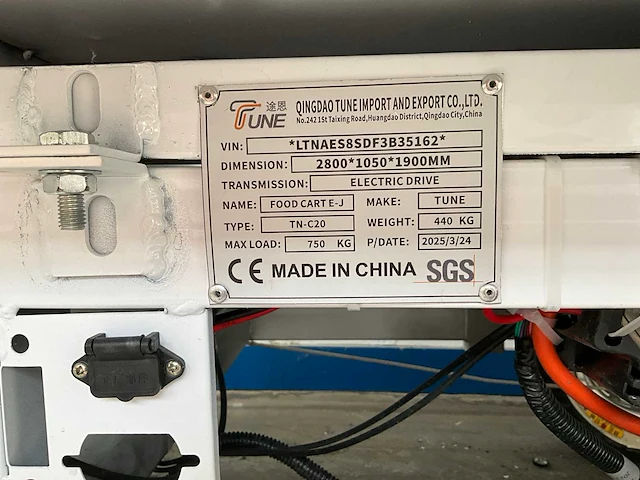 TUNE 途恩
QINGDAO TUNE IMPORT AND EXPORT CO.,LTD.
No.242 1St Taixing Road, Huangdao District, Qingdao City, China
VIN: *LTNAES8SDF3B35162*
DIMENSION: 2800*1050*1900MM
TRANSMISSION: ELECTRIC DRIVE
NAME: FOOD CART E-J MAKE: TUNE
TYPE: TN-C20 WEIGHT: 440 KG
MAX LOAD: 750 KG P/DATE: 2025/3/24
CE MADE IN CHINA SGS